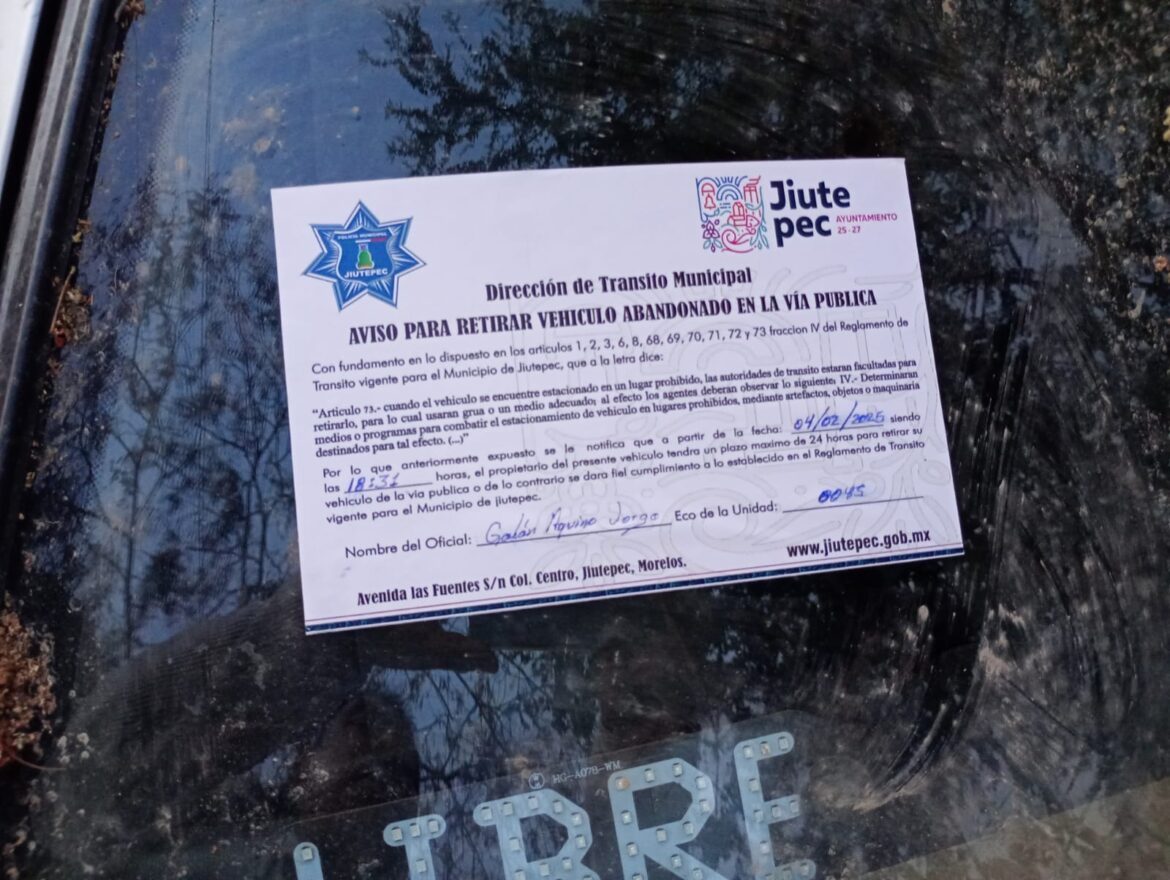 POLICIA MUNICIPAL
JIUTEPEC
Jiute
pec AYUNTAMIENTO
25-27
Dirección de Transito Municipal
AVISO PARA RETIRAR VEHICULO ABANDONADO EN LA VÍA PUBLICA
Con fundamento en lo dispuesto en los articulos 1, 2, 3, 6, 8, 68, 69, 70, 71, 72 y 73 fraccion IV del Reglamento de
Transito vigente para el Municipio de Jiutepec, que a la letra dice:
"Articulo 73.- cuando el vehiculo se encuentre estacionado en un lugar prohibido, las autoridades de transito estaran facultadas para
retirarlo, para lo cual usaran grua o un medio adecuado; al efecto los agentes deberan observar lo siguiente; IV.- Determinaran
medios o programas para combatir el estacionamiento de vehiculo en lugares prohibidos, mediante artefactos, objetos o maquinaria
destinados para tal efecto. (...)"
Por lo que anteriormente expuesto se le notifica que a partir de la fecha: 04/02/2025 siendo
las 18:31 horas, el propietario del presente vehiculo tendra un plazo maximo de 24 horas para retirar su
vehiculo de la via publica o de lo contrario se dara fiel cumplimiento a lo establecido en el Reglamento de Transito
vigente para el Municipio de jiutepec.
Nombre del Oficial: Galán Aquino Jorge Eco de la Unidad: 0045
Avenida las Fuentes S/n Col. Centro, Jiutepec, Morelos.
www.jiutepec.gob.mx
HG-A078-WM
LIBRE